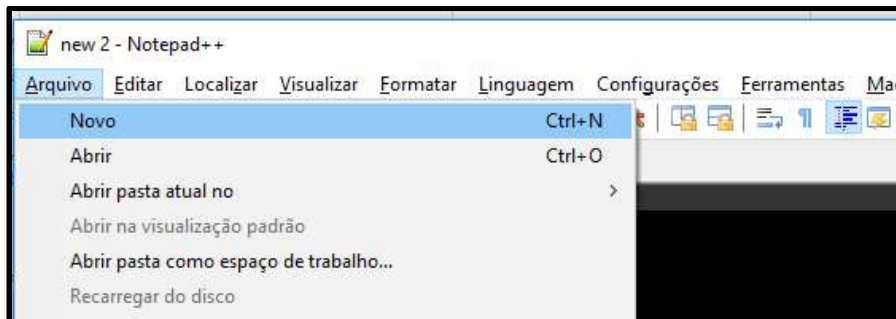 new 2 - Notepad++
Arquivo Editar Localizar Visualizar Formatar Linguagem Configurações Ferramentas
Novo Ctrl+N
Abrir Ctrl+O
Abrir pasta atual no
Abrir na visualização padrão
Abrir pasta como espaço de trabalho...
Recarregar do disco